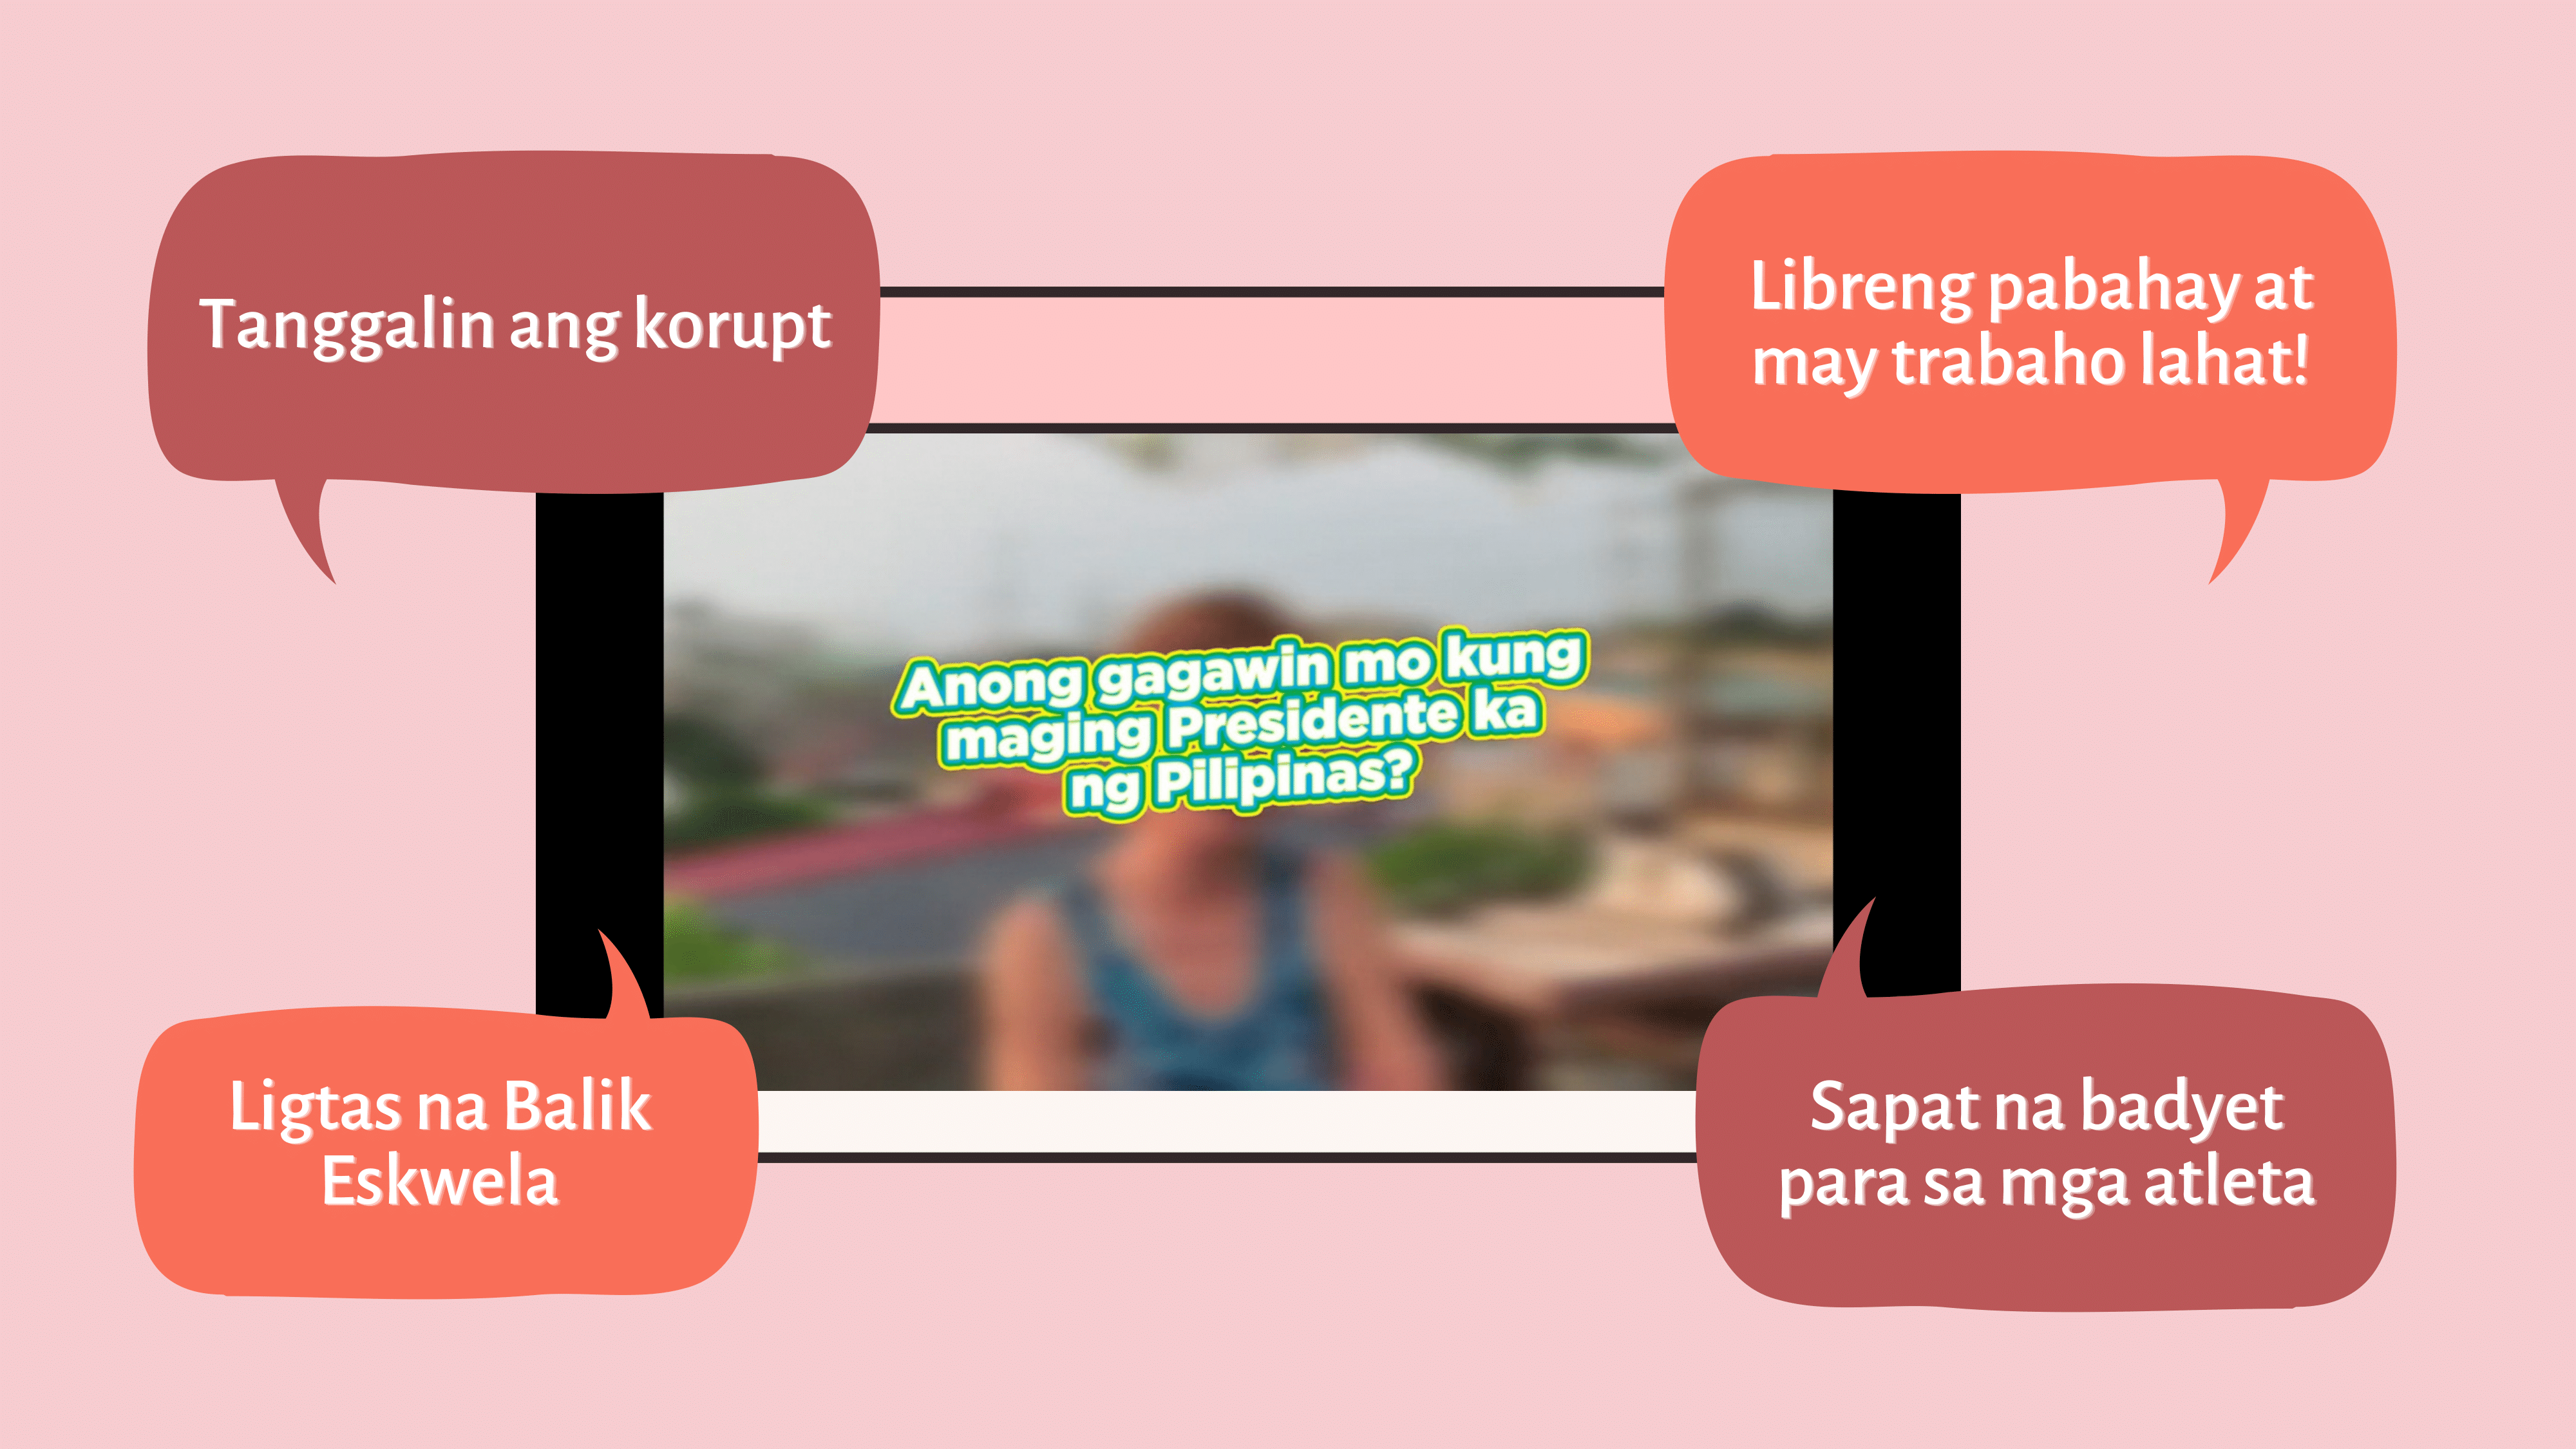 Tanggalin ang korupt
Libreng pabahay at
may trabaho lahat!
Anong gagawin mo kung
maging Presidente ka
ng Pilipinas?
Ligtas na Balik
Eskwela
Sapat na badyet
para sa mga atleta